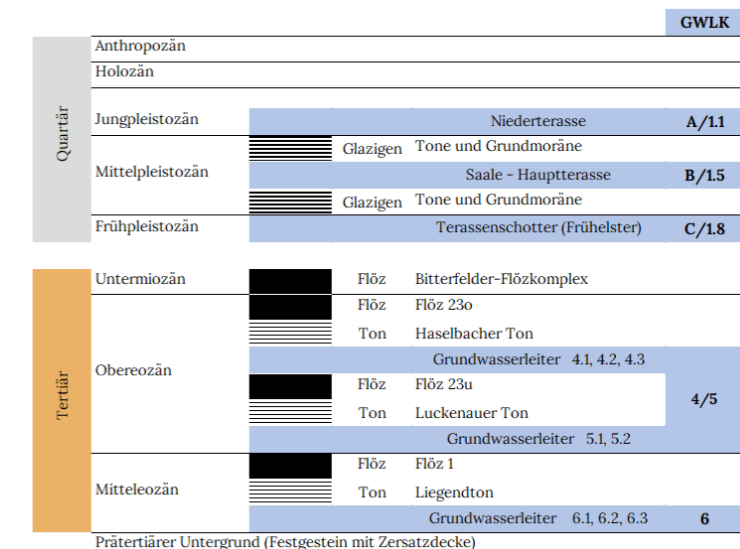 GWLK
Anthropozän
Holozän
Quartär
Jungpleistozän Niederterasse A/1.1
Glazigen Tone und Grundmoräne
Mittelpleistozän Saale - Hauptterasse B/1.5
Glazigen Tone und Grundmoräne
Frühpleistozän Terassenschotter (Frühelster) C/1.8
Untermiozän Flöz Bitterfelder-Flözkomplex
Flöz Flöz 23o
Ton Haselbacher Ton
Grundwasserleiter 4.1, 4.2, 4.3
Obereozän
Flöz Flöz 23u
4/5
Tertiär
Ton Luckenauer Ton
Grundwasserleiter 5.1, 5.2
Flöz Flöz 1
Mitteleozän Ton Liegendton
Grundwasserleiter 6.1, 6.2, 6.3 6
Prätertiärer Untergrund (Festgestein mit Zersatzdecke)